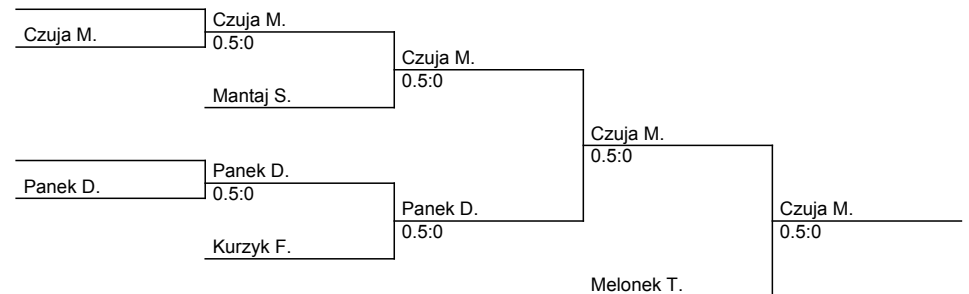 Czuja M.
Czuja M.
0.5:0
Czuja M.
0.5:0
Mantaj S.
Czuja M.
0.5:0
Panek D.
Panek D.
0.5:0
Panek D.
0.5:0
Czuja M.
0.5:0
Kurzyk F.
Melonek T.